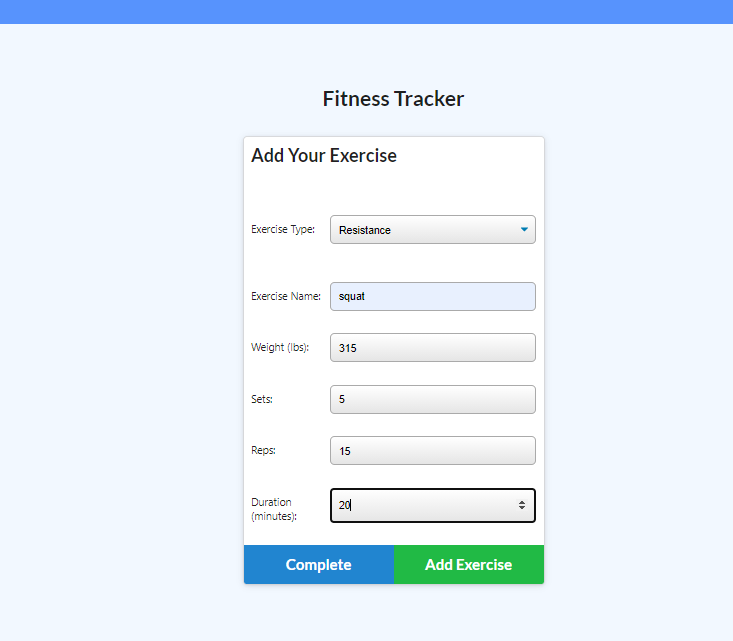 Fitness Tracker
Add Your Exercise
Exercise Type: Resistance
Exercise Name: squat
Weight (lbs): 315
Sets: 5
Reps: 15
Duration
(minutes): 20
Complete Add Exercise